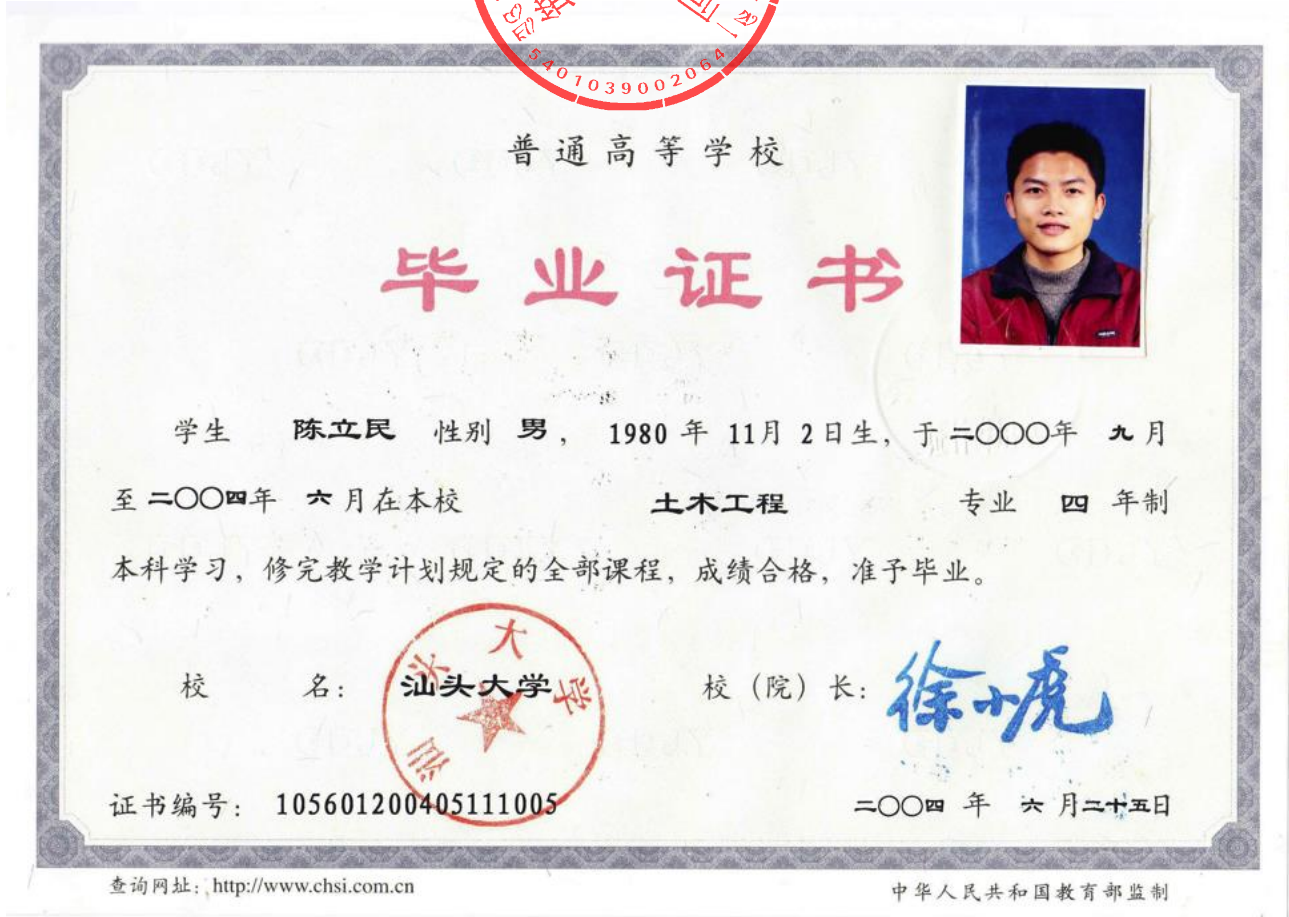 5401039002064
普通高等学校
毕业证书
学生 陈立民 性别 男， 1980 年 11月 2日生，于二〇〇〇年 九月
至二〇〇四年 六月在本校 土木工程 专业 四 年制
本科学习，修完教学计划规定的全部课程，成绩合格，准予毕业。
校 名： 汕头大学 校（院）长： 徐小虎
汕头大学
证书编号： 105601200405111005 二〇〇四 年 六 月二十五日
查询网址：http://www.chsi.com.cn 中华人民共和国教育部监制